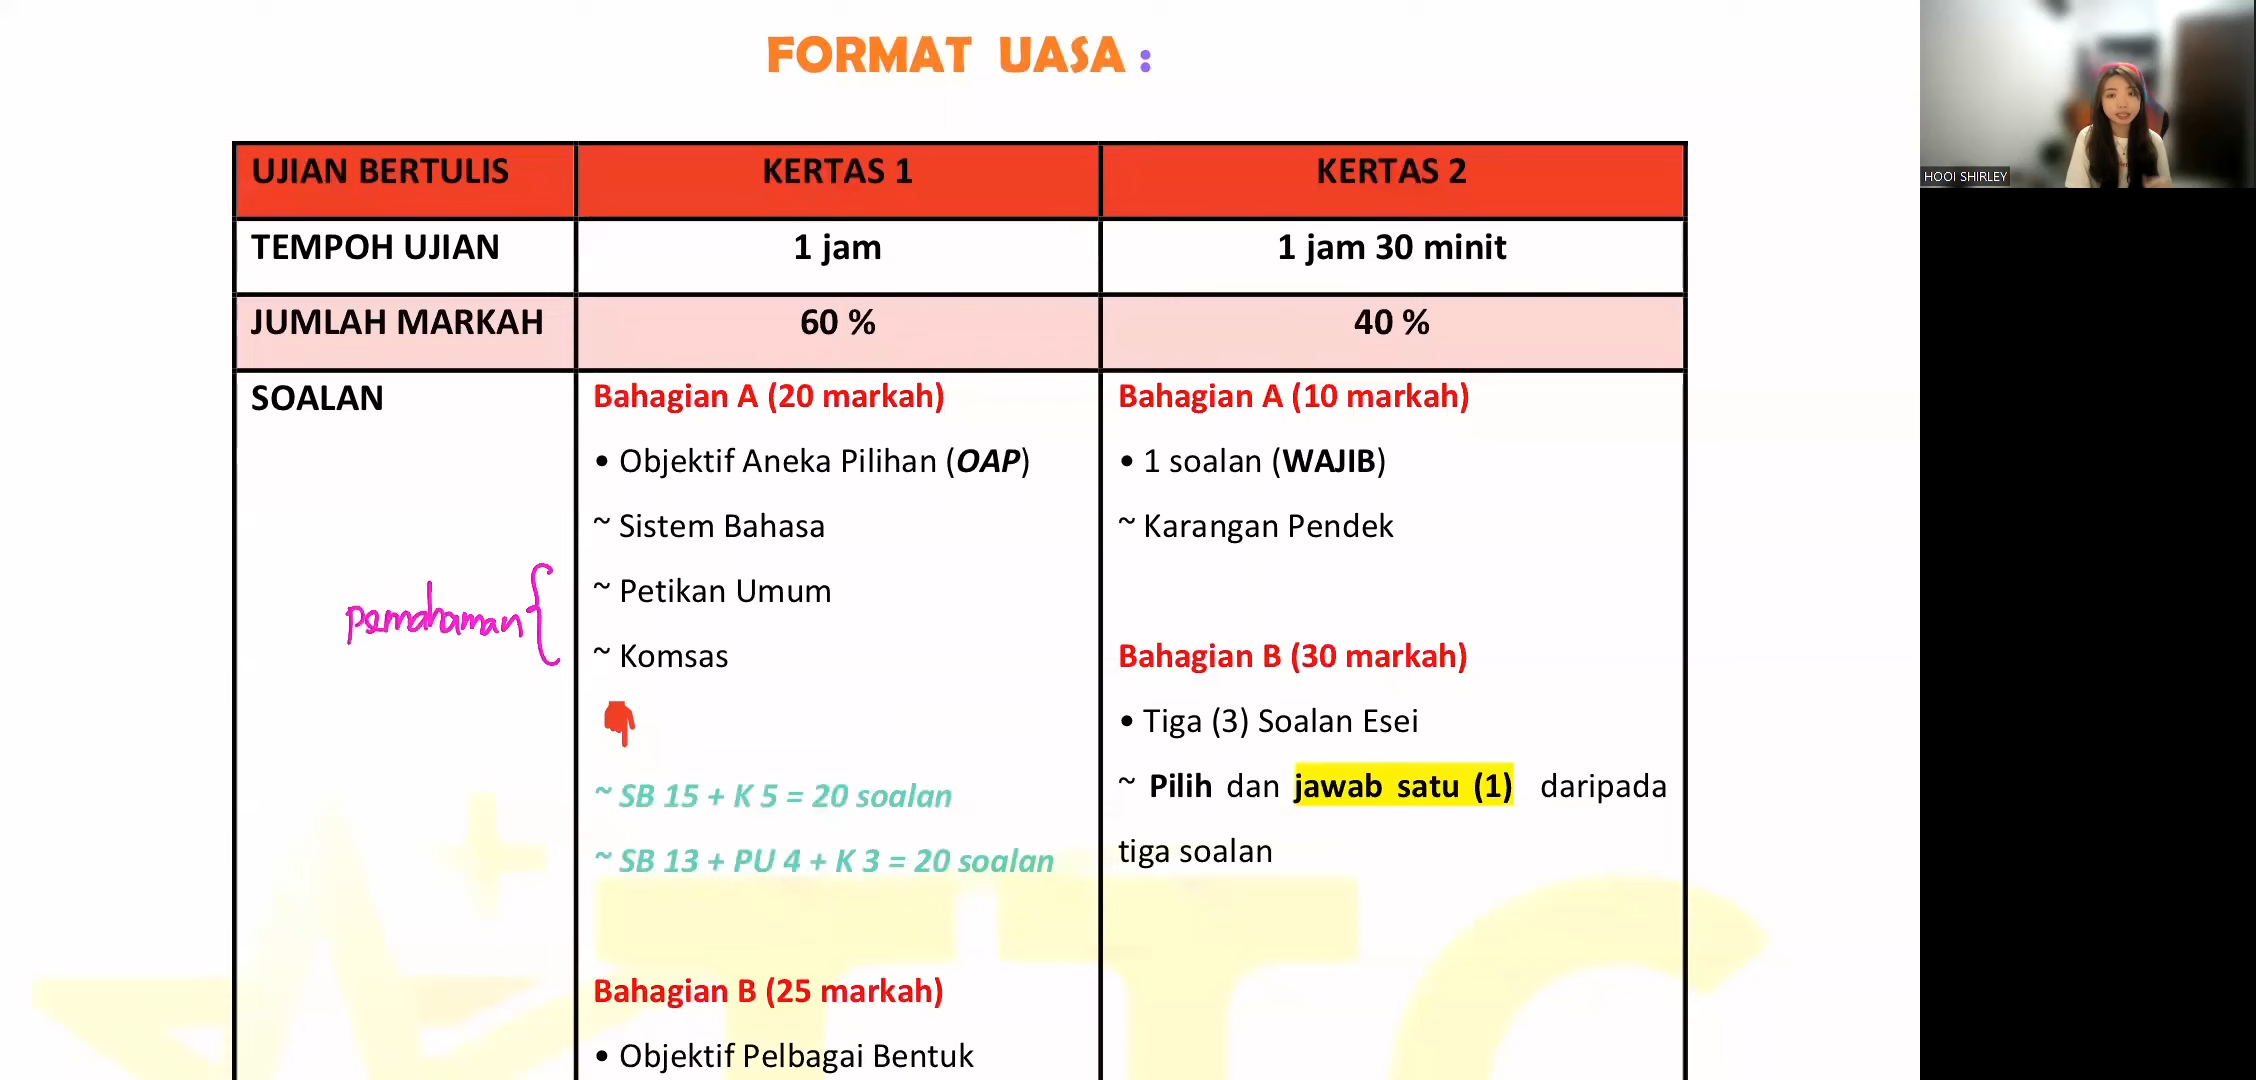 FORMAT UASA :
HOOI SHIRLEY
UJIAN BERTULIS
KERTAS 1
KERTAS 2
TEMPOH UJIAN
1 jam
1 jam 30 minit
JUMLAH MARKAH
60 %
40 %
SOALAN
pemahaman {
Bahagian A (20 markah)
• Objektif Aneka Pilihan (OAP)
~ Sistem Bahasa
~ Petikan Umum
~ Komsas
~ SB 15 + K 5 = 20 soalan
~ SB 13 + PU 4 + K 3 = 20 soalan
Bahagian B (25 markah)
• Objektif Pelbagai Bentuk
Bahagian A (10 markah)
• 1 soalan (WAJIB)
~ Karangan Pendek
Bahagian B (30 markah)
• Tiga (3) Soalan Esei
~ Pilih dan jawab satu (1) daripada
tiga soalan